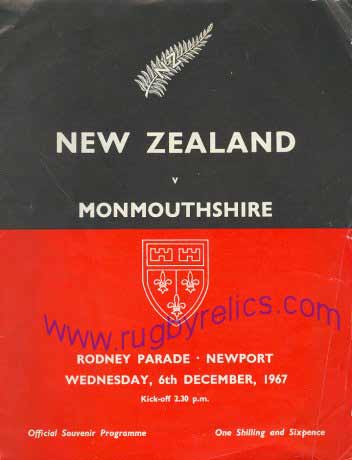 NZ
NEW ZEALAND
v
MONMOUTHSHIRE
www.rugbyrelics.com
RODNEY PARADE · NEWPORT
WEDNESDAY, 6th DECEMBER, 1967
Kick-off 2.30 p.m.
Official Souvenir Programme One Shilling and Sixpence